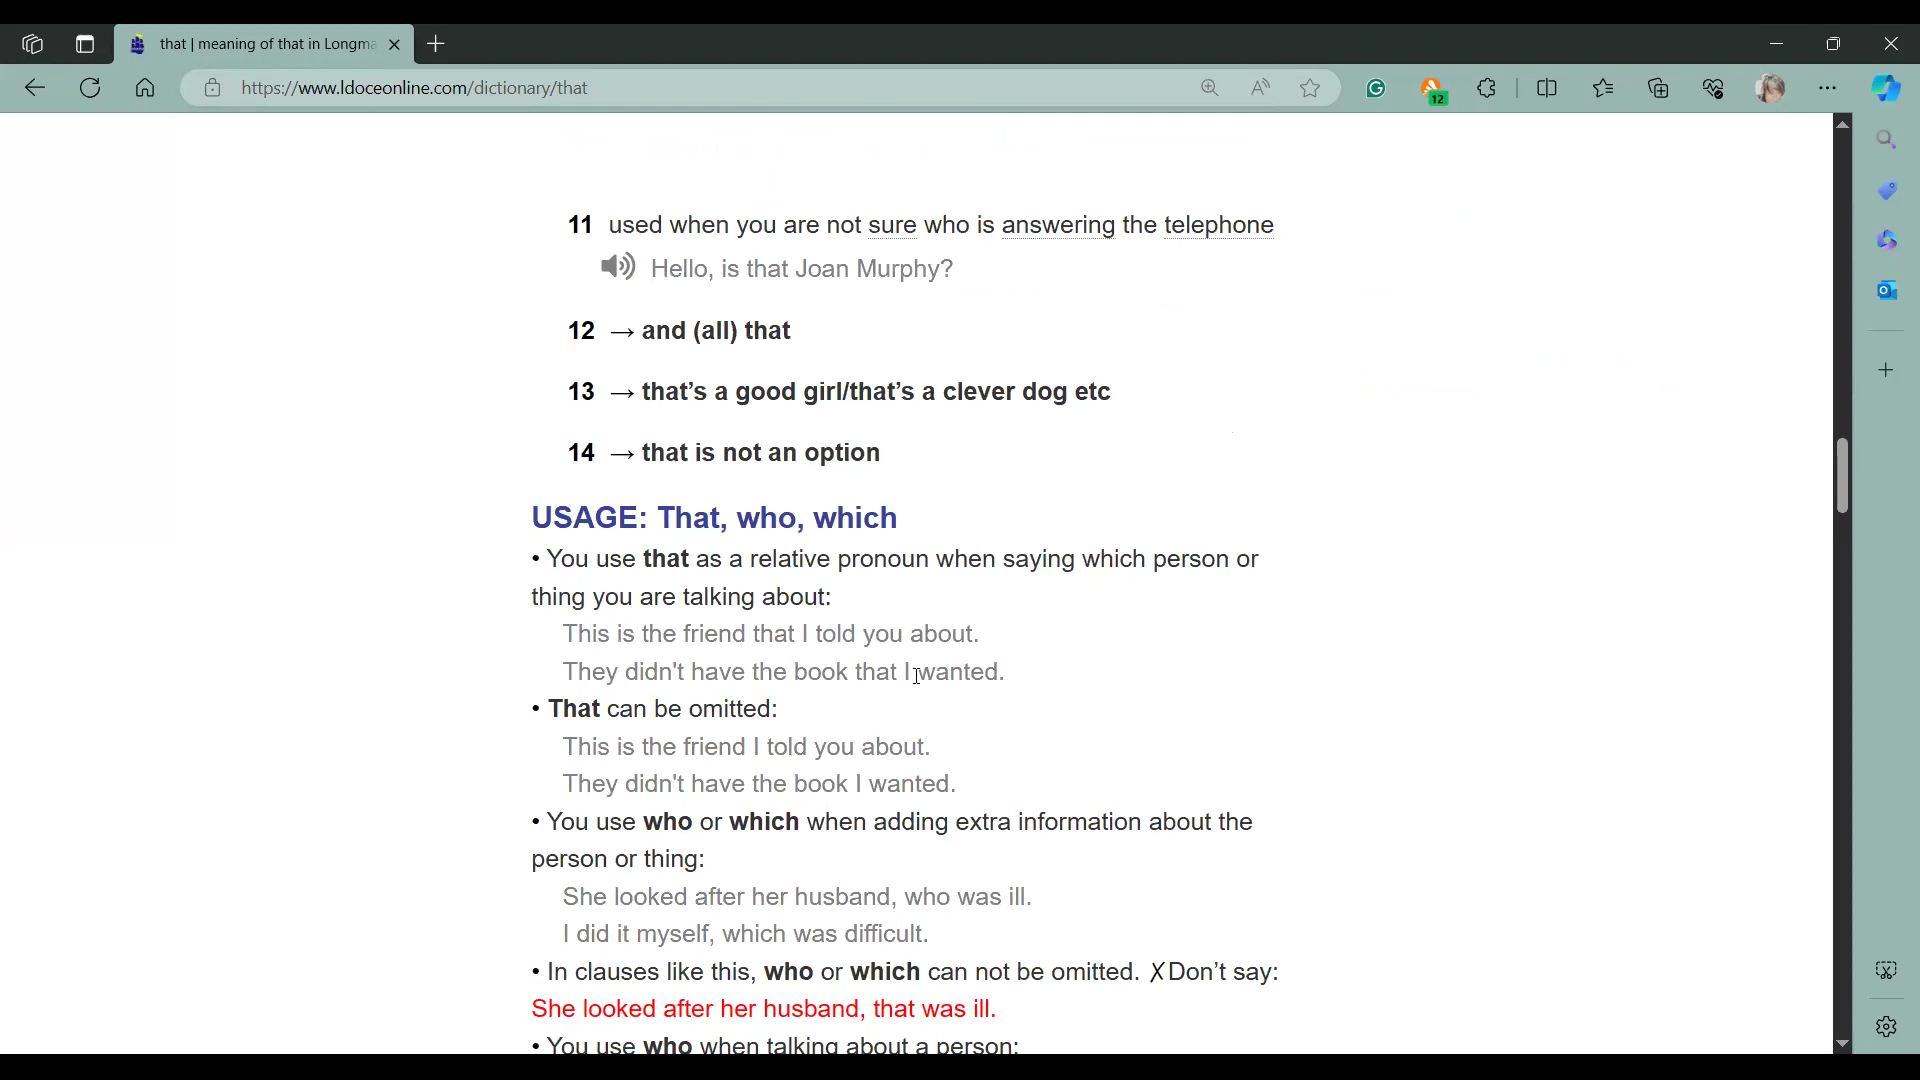 that | meaning of that in Longma
https://www.ldoceonline.com/dictionary/that
12
11 used when you are not sure who is answering the telephone
Hello, is that Joan Murphy?
12 → and (all) that
13 → that’s a good girl/that’s a clever dog etc
14 → that is not an option
USAGE: That, who, which
• You use that as a relative pronoun when saying which person or
thing you are talking about:
This is the friend that I told you about.
They didn't have the book that I wanted.
• That can be omitted:
This is the friend I told you about.
They didn't have the book I wanted.
• You use who or which when adding extra information about the
person or thing:
She looked after her husband, who was ill.
I did it myself, which was difficult.
• In clauses like this, who or which can not be omitted. ✗Don’t say:
She looked after her husband, that was ill.
• You use who when talking about a person: